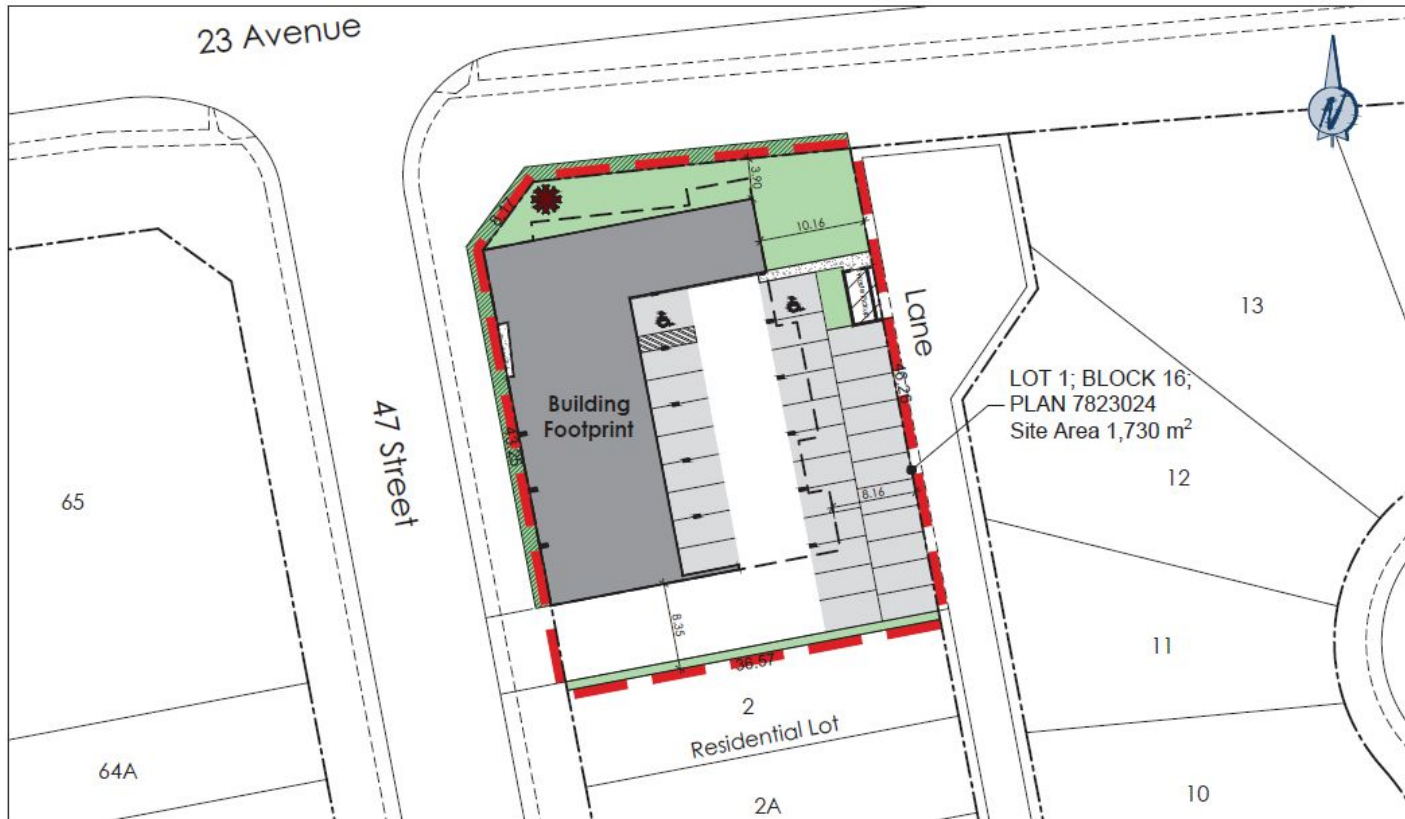 23 Avenue
N
3.90
10.16
Lane
13
LOT 1; BLOCK 16;
PLAN 7823024
Site Area 1,730 m²
Building
Footprint
47 Street
65
12
8.16
8.35
36.57
11
2
Residential Lot
64A
2A
10